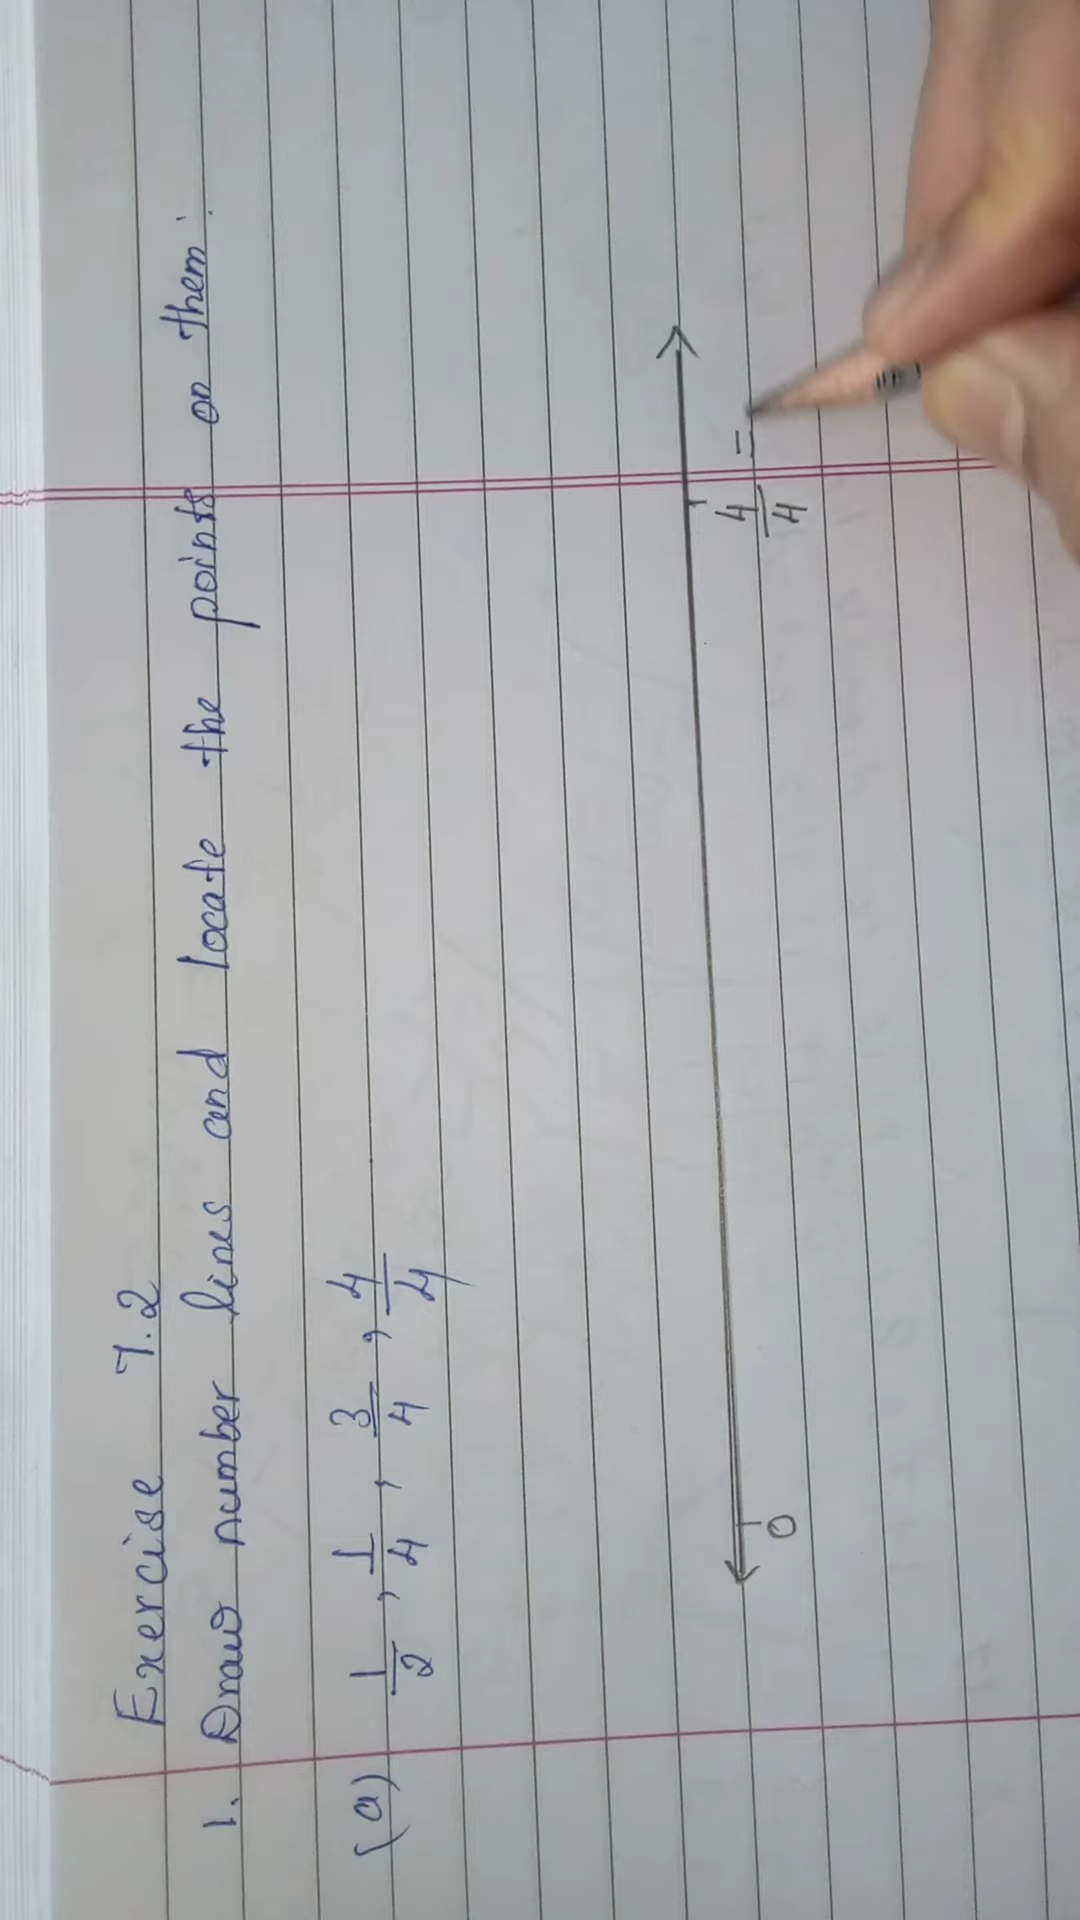 Exercise 7.2
1. Draw number lines and locate the points on them:
(a) 1/2, 1/4, 3/4, 4/4
0 4/4 =